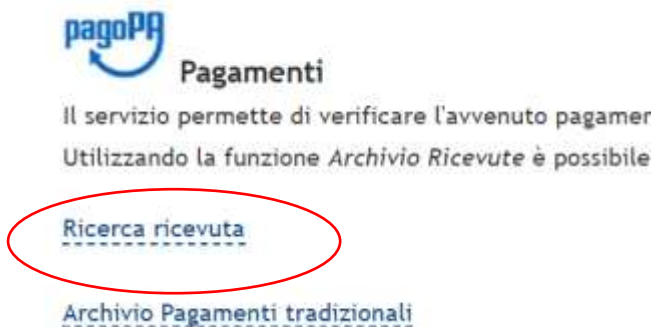 pagoPA
Pagamenti
Il servizio permette di verificare l'avvenuto
Utilizzando la funzione Archivio Ricevute è possibile
Ricerca ricevuta
Archivio Pagamenti tradizionali